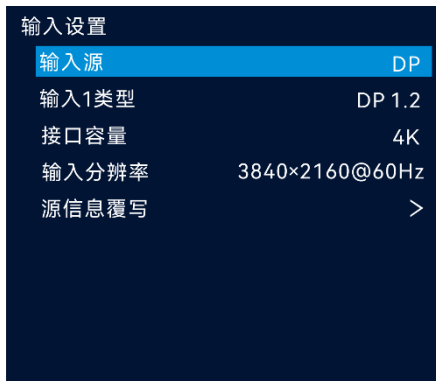 输入设置
输入源 DP
输入1类型 DP 1.2
接口容量 4K
输入分辨率 3840×2160@60Hz
源信息覆写 >